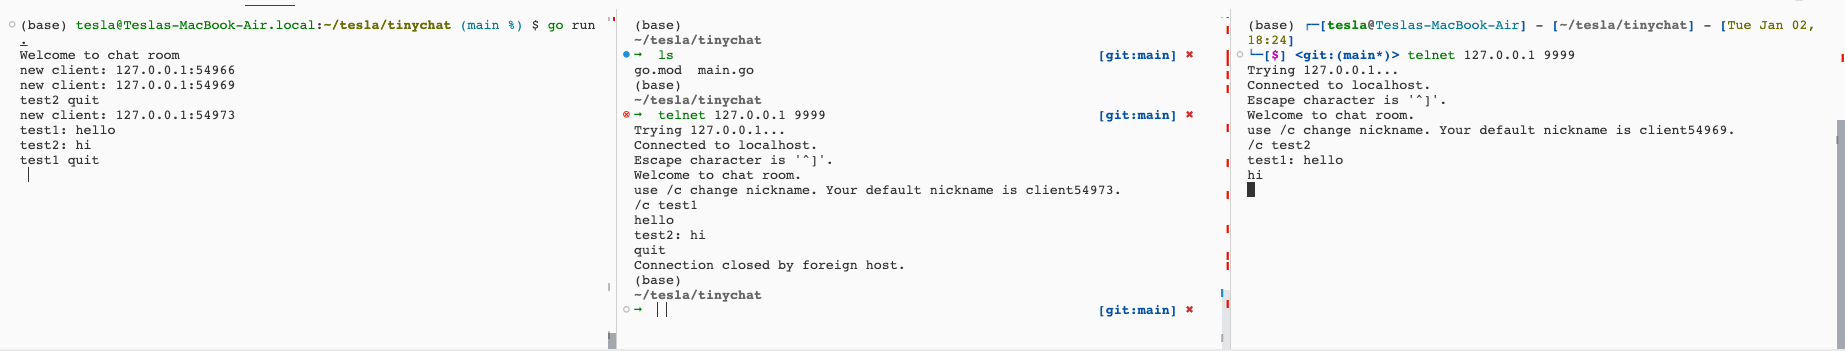 (base) tesla@Teslas-MacBook-Air.local:~/tesla/tinychat (main %) $ go run
.
Welcome to chat room
new client: 127.0.0.1:54966
new client: 127.0.0.1:54969
test2 quit
new client: 127.0.0.1:54973
test1: hello
test2: hi
test1 quit
(base)
~/tesla/tinychat
→ ls [git:main] ✖
go.mod main.go
(base)
~/tesla/tinychat
→ telnet 127.0.0.1 9999 [git:main] ✖
Trying 127.0.0.1...
Connected to localhost.
Escape character is '^]'.
Welcome to chat room.
use /c change nickname. Your default nickname is client54973.
/c test1
hello
test2: hi
quit
Connection closed by foreign host.
(base)
~/tesla/tinychat
→ [git:main] ✖
(base) ┌─[tesla@Teslas-MacBook-Air] - [~/tesla/tinychat] - [Tue Jan 02,
18:24]
└─[$] <git:(main*)> telnet 127.0.0.1 9999
Trying 127.0.0.1...
Connected to localhost.
Escape character is '^]'.
Welcome to chat room.
use /c change nickname. Your default nickname is client54969.
/c test2
test1: hello
hi